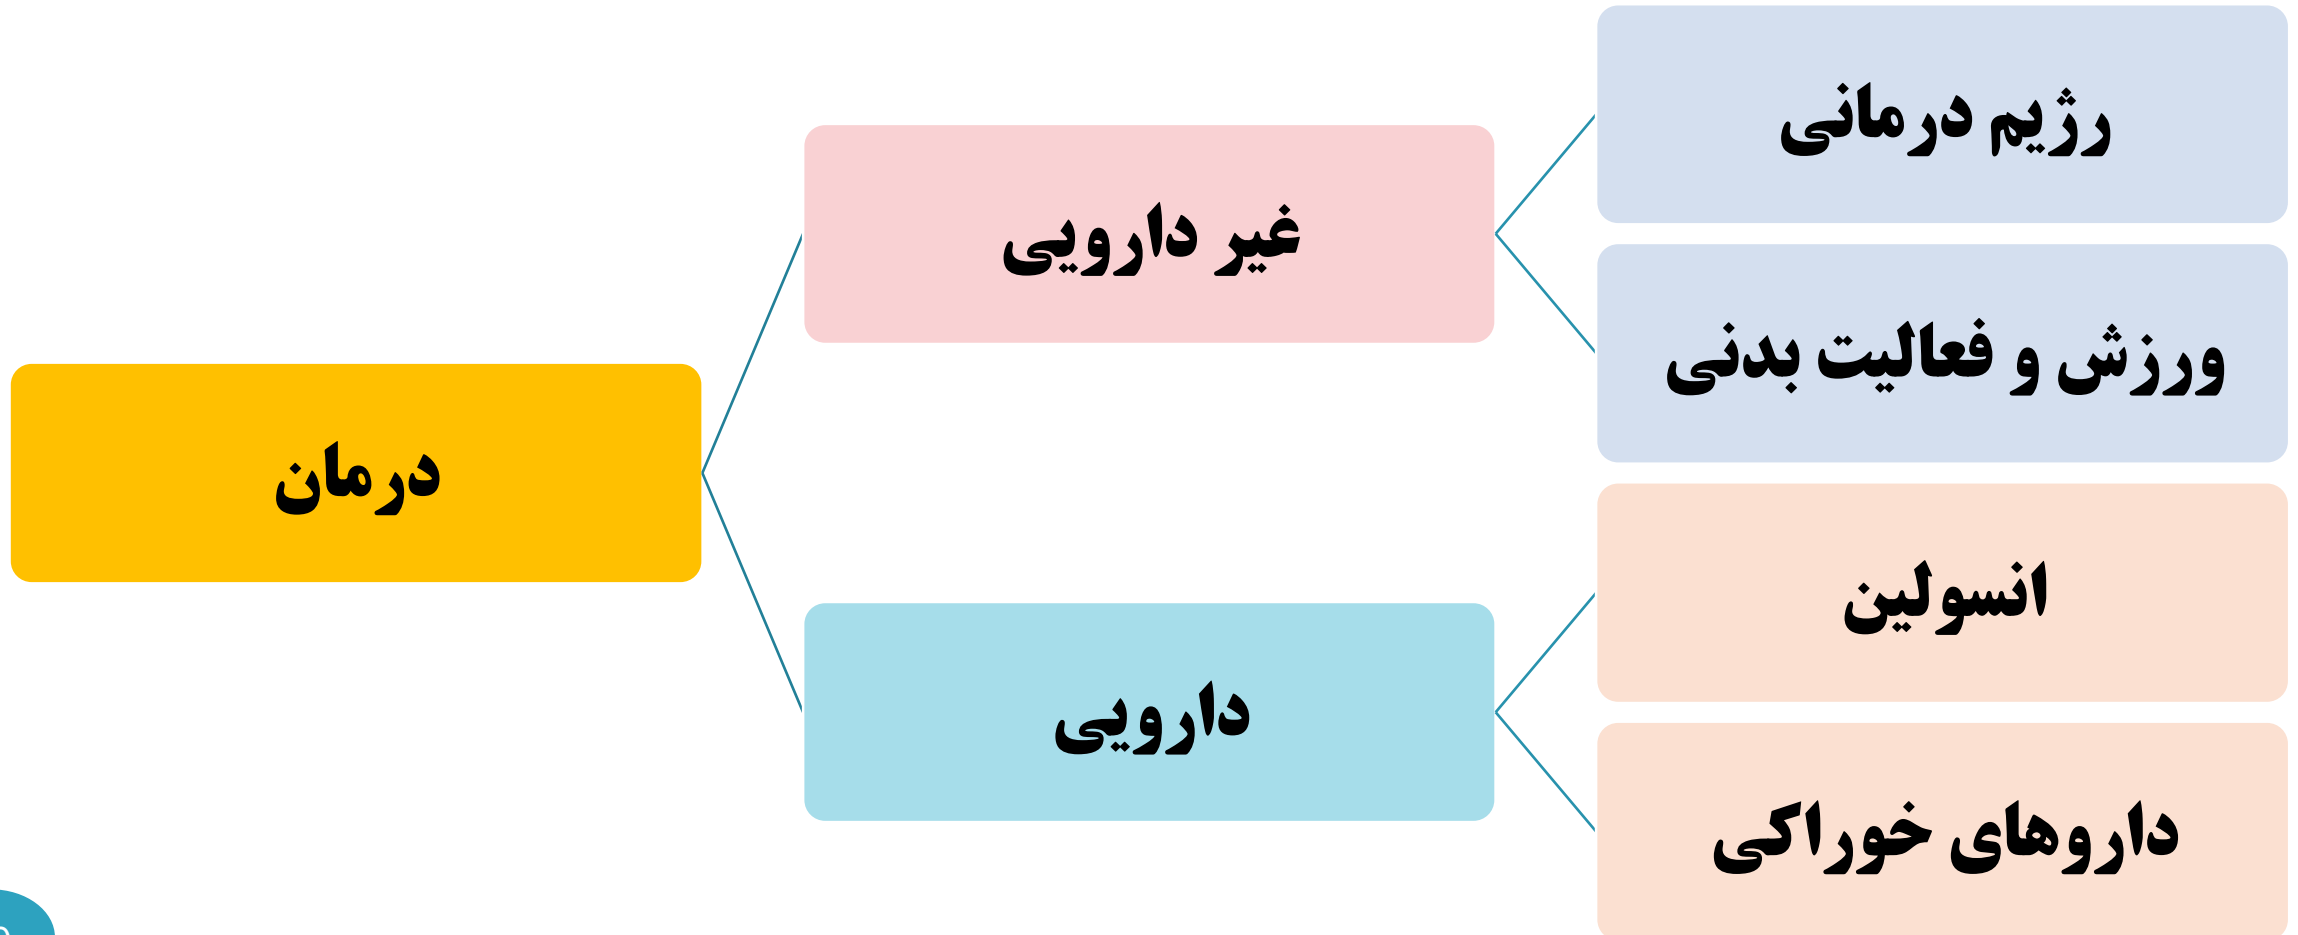 درمان
غیر دارویی
رژیم درمانی
ورزش و فعالیت بدنی
دارویی
انسولین
داروهای خوراکی